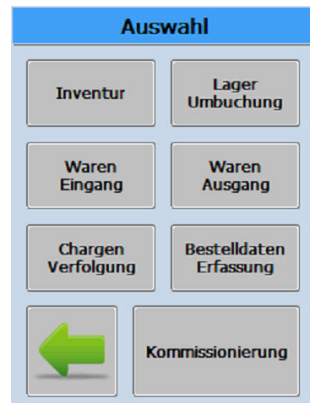 Auswahl
Inventur
Lager
Umbuchung
Waren
Eingang
Waren
Ausgang
Chargen
Verfolgung
Bestelldaten
Erfassung
Kommissionierung